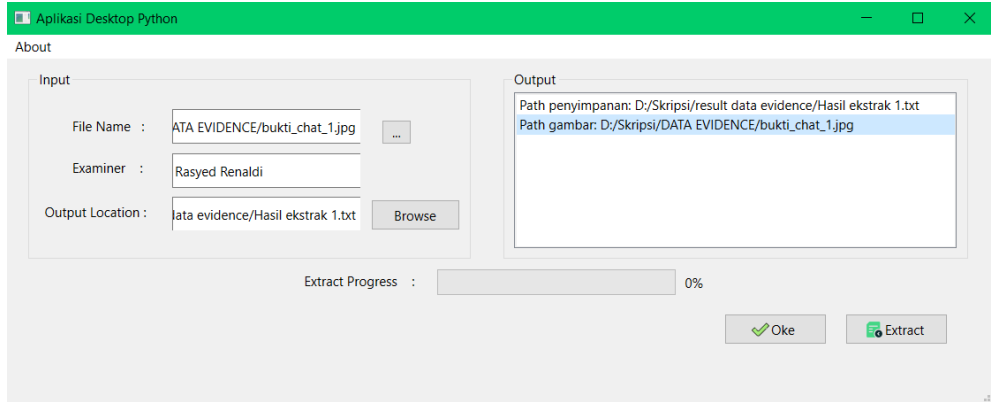 Aplikasi Desktop Python
About
Input
File Name :
ATA EVIDENCE/bukti_chat_1.jpg
...
Examiner :
Rasyed Renaldi
Output Location :
data evidence/Hasil ekstrak 1.txt
Browse
Output
Path penyimpanan: D:/Skripsi/result data evidence/Hasil ekstrak 1.txt
Path gambar: D:/Skripsi/DATA EVIDENCE/bukti_chat_1.jpg
Extract Progress :
0%
Oke
Extract